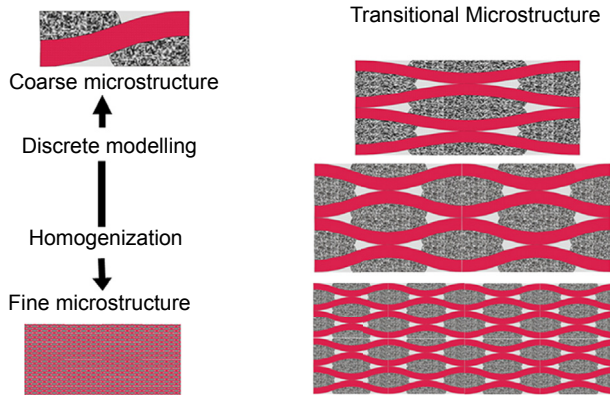 Transitional Microstructure
Coarse microstructure
Discrete modelling
Homogenization
Fine microstructure